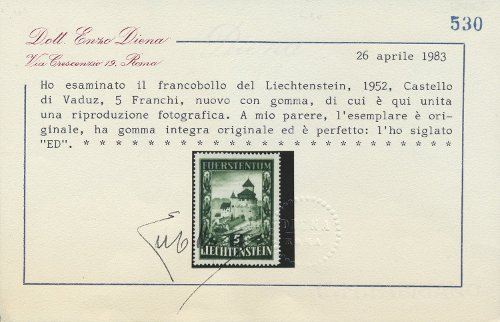 530
Dott. Enzo Diena
Via Crescenzio 19, Roma
26 aprile 1983
Ho esaminato il francobollo del Liechtenstein, 1952, Castello
di Vaduz, 5 Franchi, nuovo con gomma, di cui è qui unita
una riproduzione fotografica. A mio parere, l'esemplare è ori-
ginale, ha gomma integra originale ed è perfetto: l'ho siglato
"ED". * * * * * * * * * * * * * * * * * * * * *
FUERSTENTUM
5
LIECHTENSTEIN